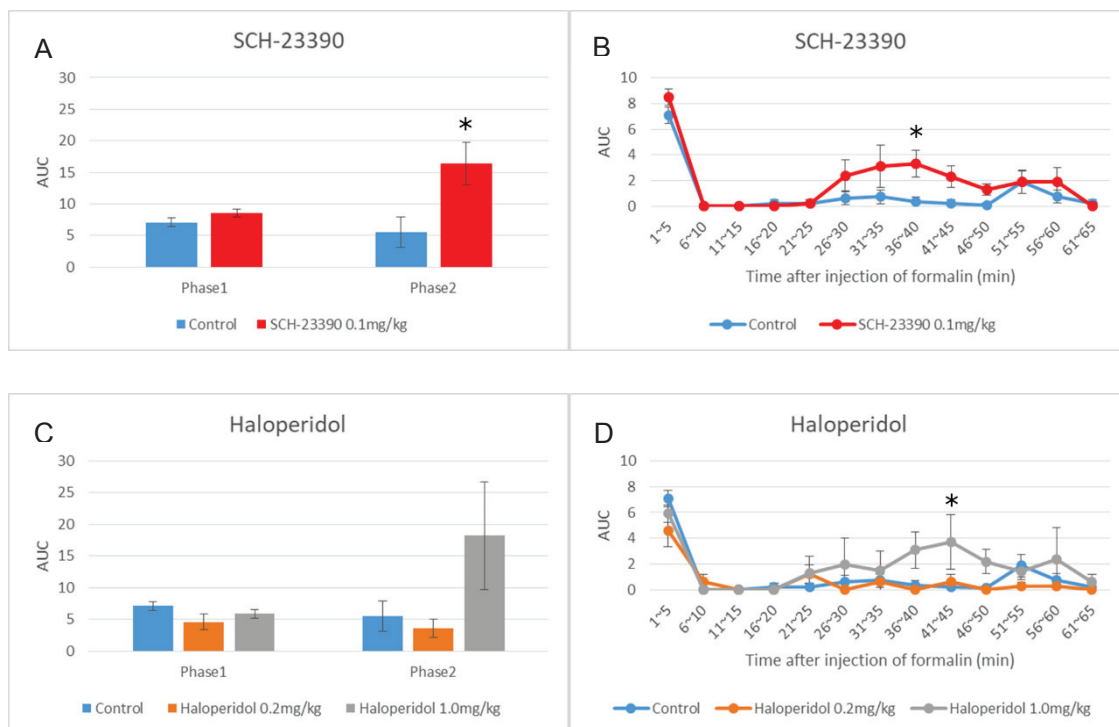 A
SCH-23390
30
25
20
15
10
5
0
AUC
*
Phase1
Phase2
Control
SCH-23390 0.1mg/kg
B
SCH-23390
10
8
6
4
2
0
AUC
*
1~5
6~10
11~15
16~20
21~25
26~30
31~35
36~40
41~45
46~50
51~55
56~60
61~65
Time after injection of formalin (min)
Control
SCH-23390 0.1mg/kg
C
Haloperidol
30
25
20
15
10
5
0
AUC
Phase1
Phase2
Control
Haloperidol 0.2mg/kg
Haloperidol 1.0mg/kg
D
Haloperidol
10
8
6
4
2
0
AUC
*
1~5
6~10
11~15
16~20
21~25
26~30
31~35
36~40
41~45
46~50
51~55
56~60
61~65
Time after injection of formalin (min)
Control
Haloperidol 0.2mg/kg
Haloperidol 1.0mg/kg